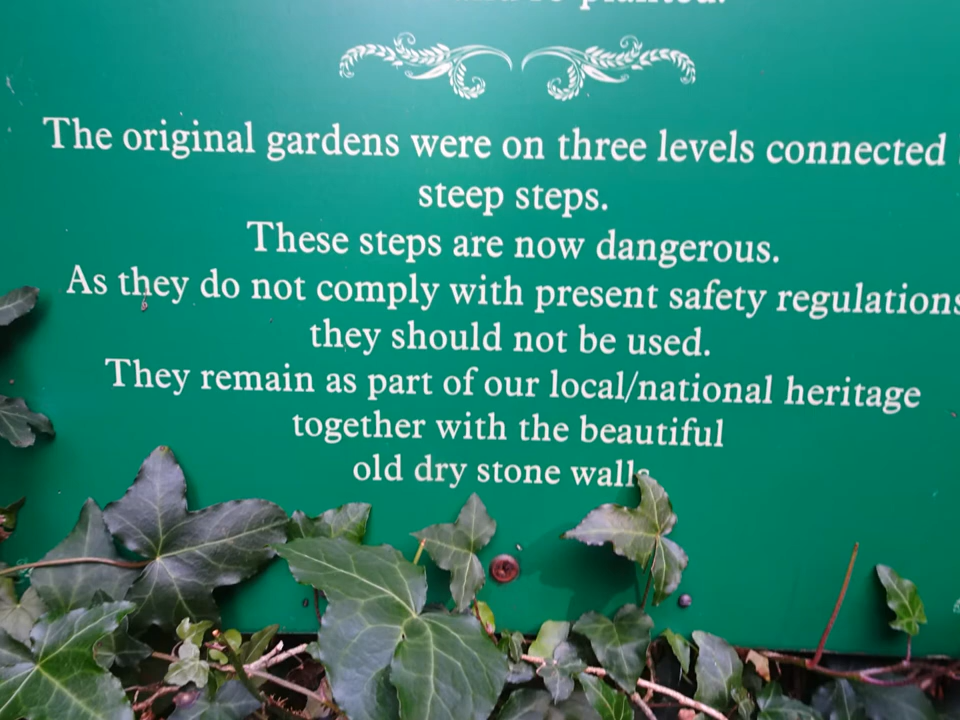 planted.
The original gardens were on three levels connected
steep steps.
These steps are now dangerous.
As they do not comply with present safety regulations
they should not be used.
They remain as part of our local/national heritage
together with the beautiful
old dry stone walls